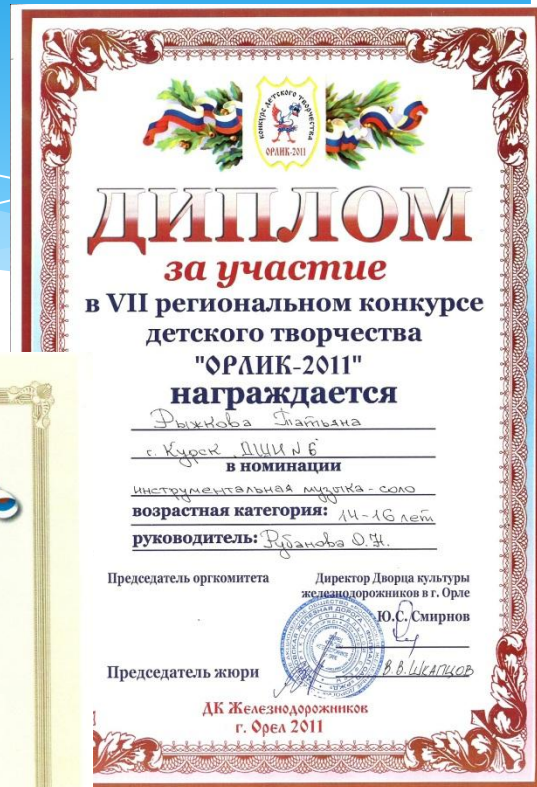 конкурс детского творчества
ОРЛИК-2011
ДИПЛОМ
за участие
в VII региональном конкурсе
детского творчества
"ОРЛИК-2011"
награждается
Рыжкова Татьяна
г. Курск ДШИ №6
в номинации
инструментальная музыка - соло
возрастная категория: 14-16 лет
руководитель: Рубанова О.Н.
Председатель оргкомитета
Директор Дворца культуры
железнодорожников в г. Орле
Ю.С. Смирнов
Председатель жюри
В.В. Шкапцов
ДК Железнодорожников
г. Орел 2011